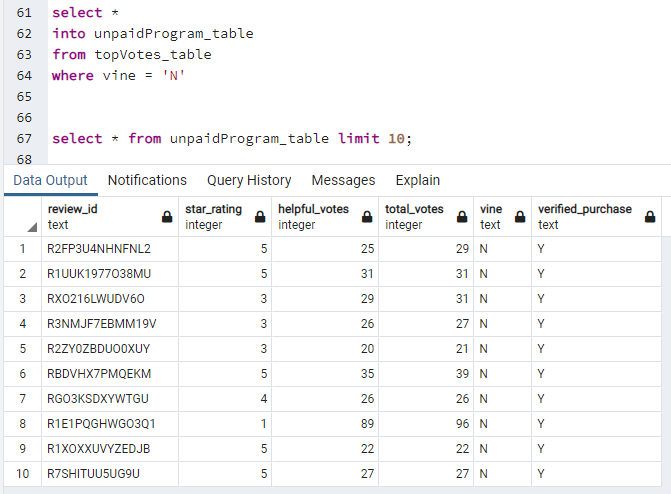 61 select *
62 into unpaidProgram_table
63 from topVotes_table
64 where vine = 'N'
65
66
67 select * from unpaidProgram_table limit 10;
68
Data Output Notifications Query History Messages Explain
review_id star_rating helpful_votes total_votes vine verified_purchase
text integer integer integer text text
1 R2FP3U4NHNFNL2 5 25 29 N Y
2 R1UUK1977O38MU 5 31 31 N Y
3 RXO216LWUDV6O 3 29 31 N Y
4 R3NMJF7EBMM19V 3 26 27 N Y
5 R2ZY0ZBDUO0XUY 3 20 21 N Y
6 RBDVHX7PMQEKM 5 35 39 N Y
7 RGO3KSDXYWTGU 4 26 26 N Y
8 R1E1PQGHWGO3Q1 1 89 96 N Y
9 R1XOXXUVYZEDJB 5 22 22 N Y
10 R7SHITUU5UG9U 5 27 27 N Y